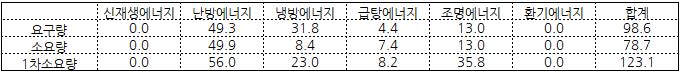 신재생에너지 난방에너지 냉방에너지 급탕에너지 조명에너지 환기에너지 합계
요구량 0.0 49.3 31.8 4.4 13.0 0.0 98.6
소요량 0.0 49.9 8.4 7.4 13.0 0.0 78.7
1차소요량 0.0 56.0 23.0 8.2 35.8 0.0 123.1